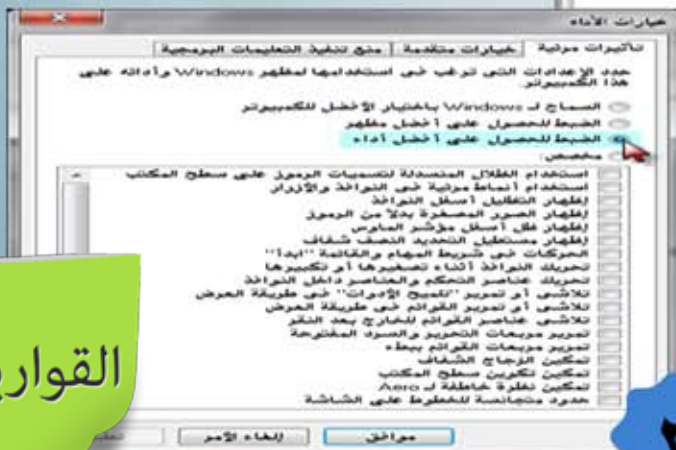 خيارات الأداء
تأثيرات مرئية
خيارات متقدمة
منع تنفيذ التعليمات البرمجية
حدد الإعدادات التي ترغب في استخدامها لمظهر Windows وأدائه على
هذا الكمبيوتر.
السماح لـ Windows باختيار الأفضل للكمبيوتر
الضبط للحصول على أفضل مظهر
الضبط للحصول على أفضل أداء
مخصص:
استخدام الظلال المنسدلة لتسميات الرموز على سطح المكتب
استخدام أنماط مرئية في النوافذ والأزرار
إظهار التظليل أسفل النوافذ
إظهار الصور المصغرة بدلاً من الرموز
إظهار ظل أسفل مؤشر الماوس
إظهار مستطيل التحديد النصف شفاف
الحركات في شريط المهام والقائمة "ابدأ"
تحريك النوافذ أثناء تصغيرها أو تكبيرها
تحريك عناصر التحكم والعناصر داخل النوافذ
تلاشي أو تمرير "تلميح الأدوات" في طريقة العرض
تلاشي أو تمرير القوائم في طريقة العرض
تلاشي عناصر القوائم للخارج بعد النقر
تمرير مربعات التحرير والسرد المفتوحة
تمرير مربعات القوائم ببطء
تمكين الزجاج الشفاف
تمكين تكوين سطح المكتب
تمكين نظرة خاطفة لـ Aero
حدود متجانسة للخطوط على الشاشة
موافق
إلغاء الأمر
القوار